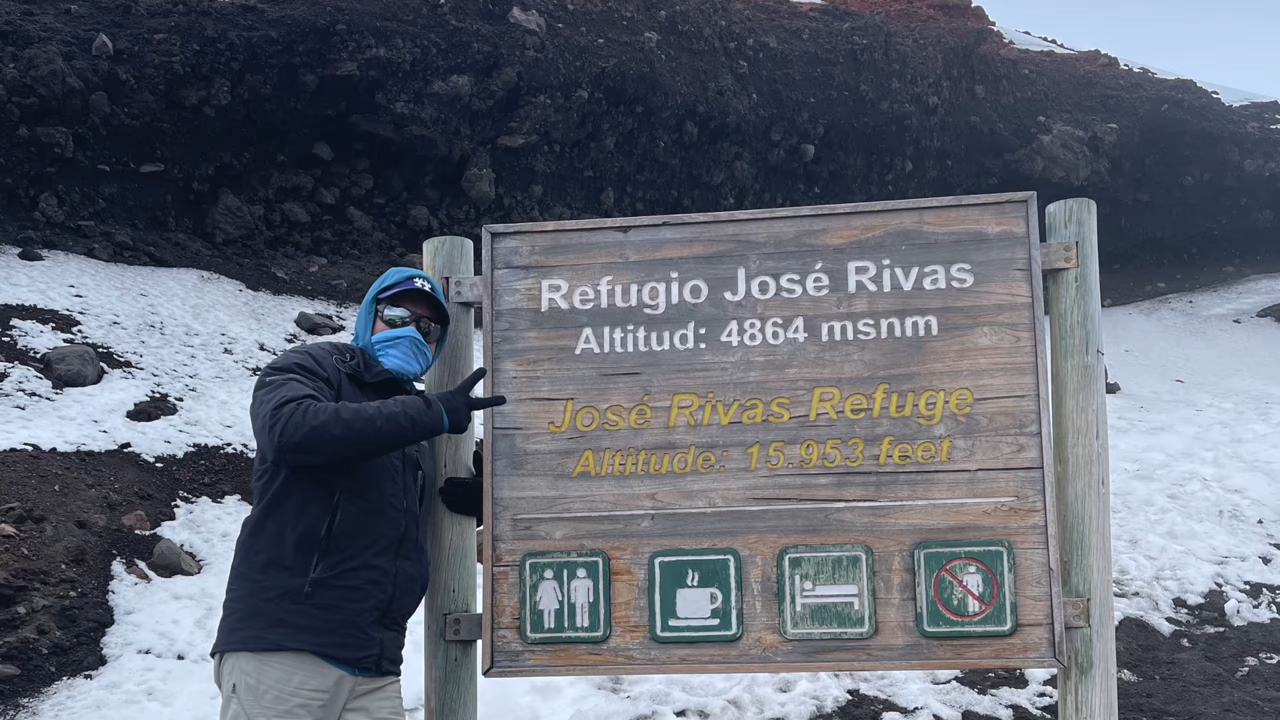 Refugio José Rivas
Altitud: 4864 msnm
José Rivas Refuge
Altitude: 15.953 feet